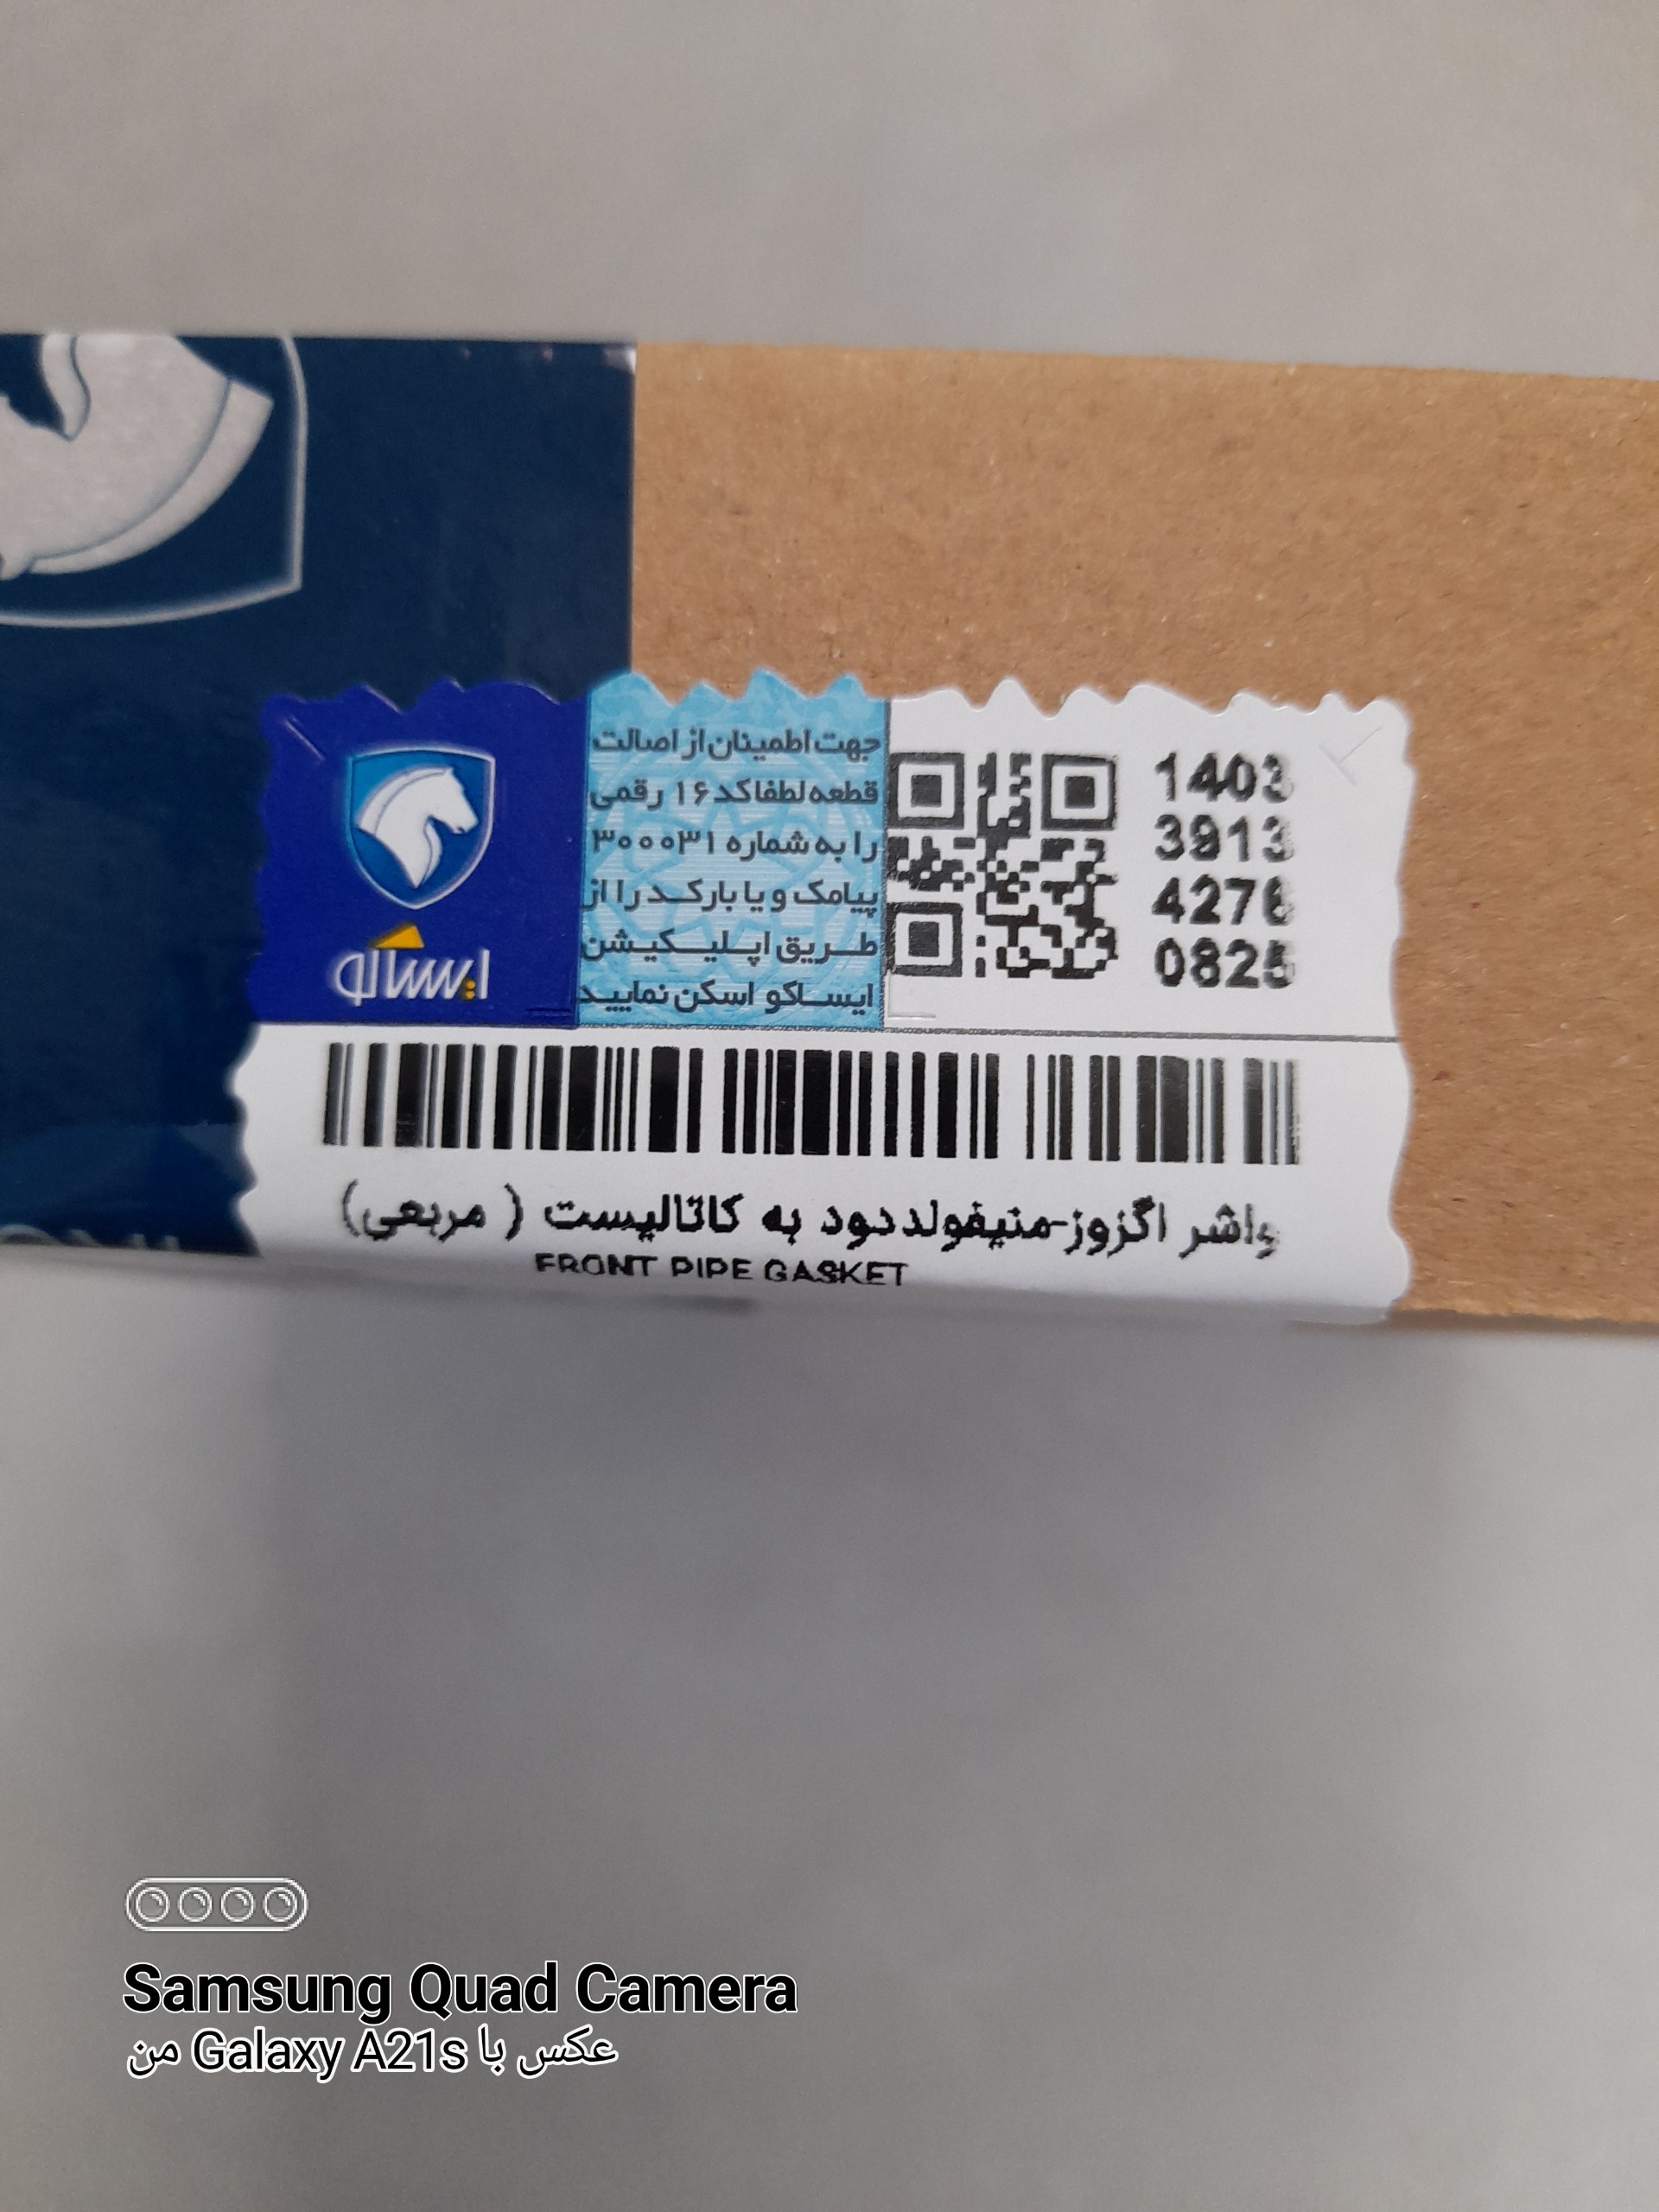 ایساکو
جهت اطمینان از اصالت
قطعه لطفا کد ۱۶ رقمی
را به شماره ۳۰۰۰۳۱
پیامک و یا بارکد را از
طریق اپلیکیشن
ایساکو اسکن نمایید
1403
3913
4276
0825
واشر اگزوز-منیفولددود به کاتالیست ( مربعی)
FRONT PIPE GASKET
Samsung Quad Camera
عکس با Galaxy A21s من